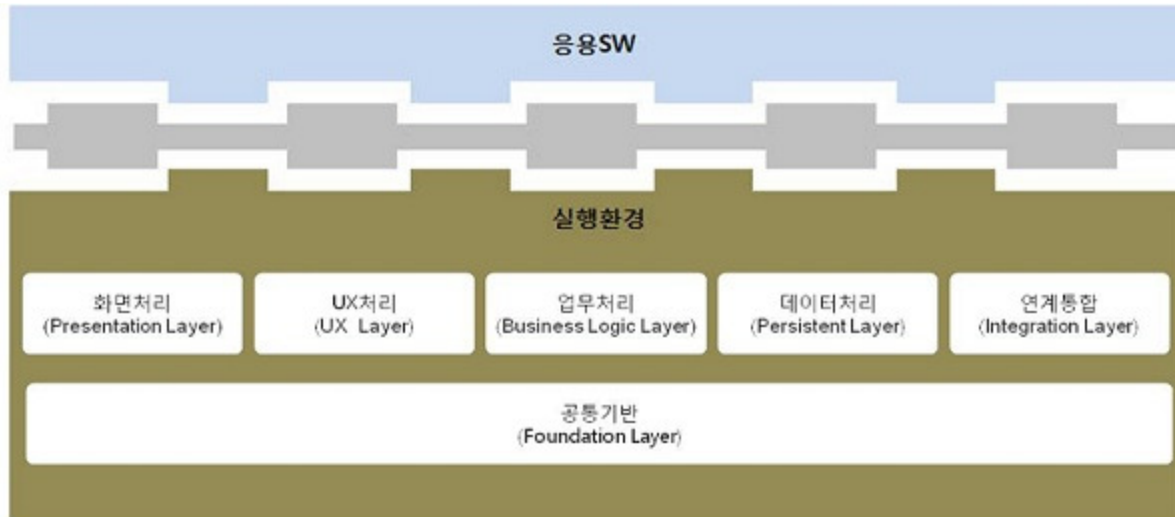 응용SW
실행환경
화면처리
(Presentation Layer)
UX처리
(UX Layer)
업무처리
(Business Logic Layer)
데이터처리
(Persistent Layer)
연계통합
(Integration Layer)
공통기반
(Foundation Layer)